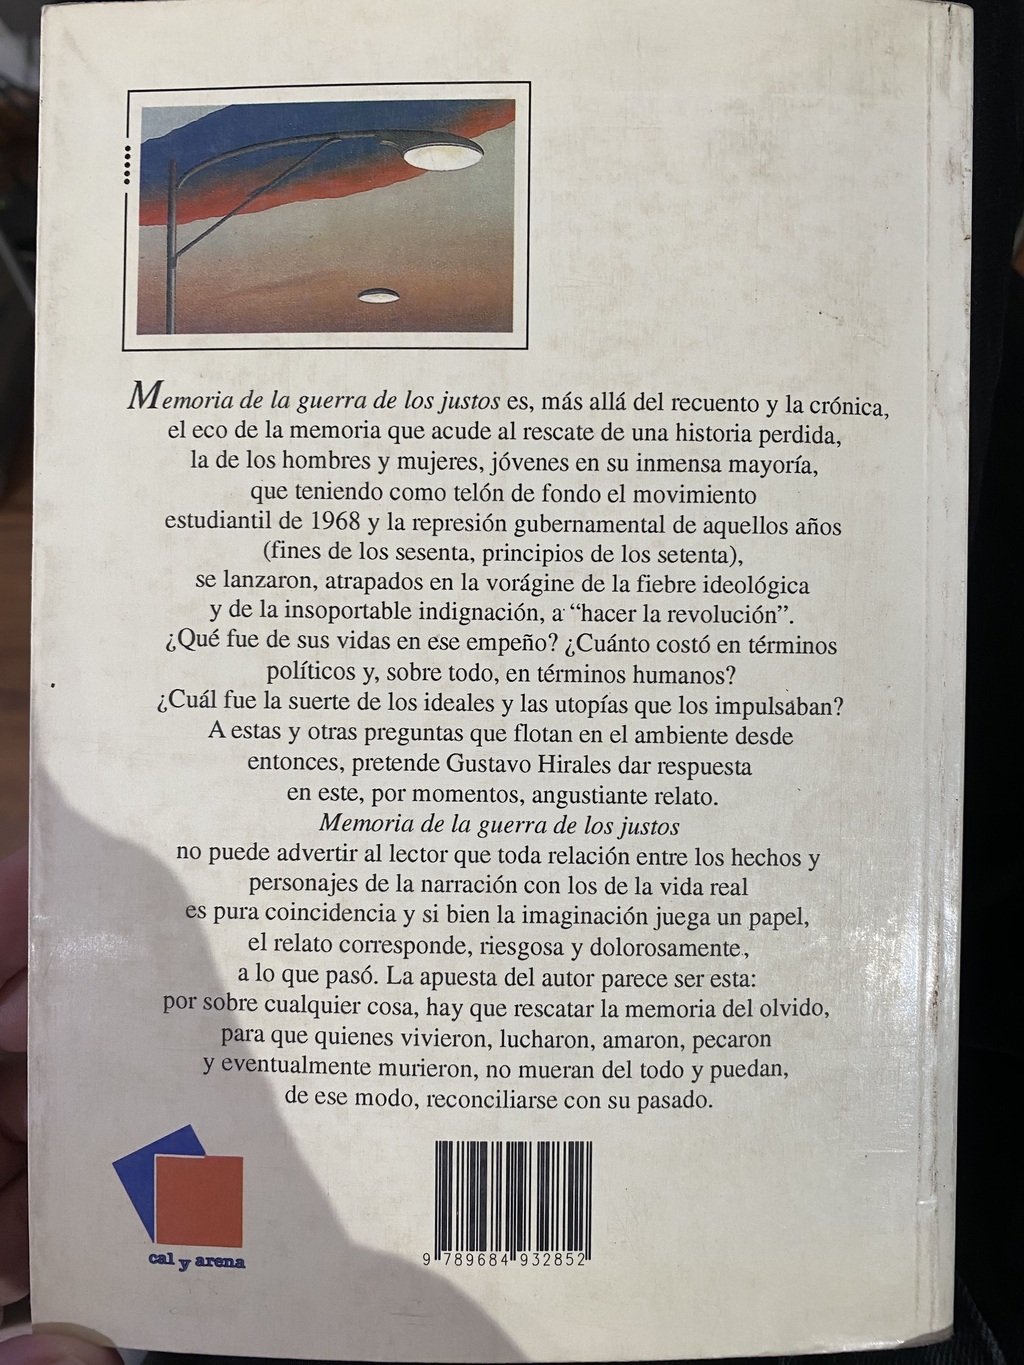 Memoria de la guerra de los justos es, más allá del recuento y la crónica,
el eco de la memoria que acude al rescate de una historia perdida,
la de los hombres y mujeres, jóvenes en su inmensa mayoría,
que teniendo como telón de fondo el movimiento
estudiantil de 1968 y la represión gubernamental de aquellos años
(fines de los sesenta, principios de los setenta),
se lanzaron, atrapados en la vorágine de la fiebre ideológica
y de la insoportable indignación, a “hacer la revolución”.
¿Qué fue de sus vidas en ese empeño? ¿Cuánto costó en términos
políticos y, sobre todo, en términos humanos?
¿Cuál fue la suerte de los ideales y las utopías que los impulsaban?
A estas y otras preguntas que flotan en el ambiente desde
entonces, pretende Gustavo Hirales dar respuesta
en este, por momentos, angustiante relato.
Memoria de la guerra de los justos
no puede advertir al lector que toda relación entre los hechos y
personajes de la narración con los de la vida real
es pura coincidencia y si bien la imaginación juega un papel,
el relato corresponde, riesgosa y dolorosamente,
a lo que pasó. La apuesta del autor parece ser esta:
por sobre cualquier cosa, hay que rescatar la memoria del olvido,
para que quienes vivieron, lucharon, amaron, pecaron
y eventualmente murieron, no mueran del todo y puedan,
de ese modo, reconciliarse con su pasado.
cal y arena
9 789684 932852